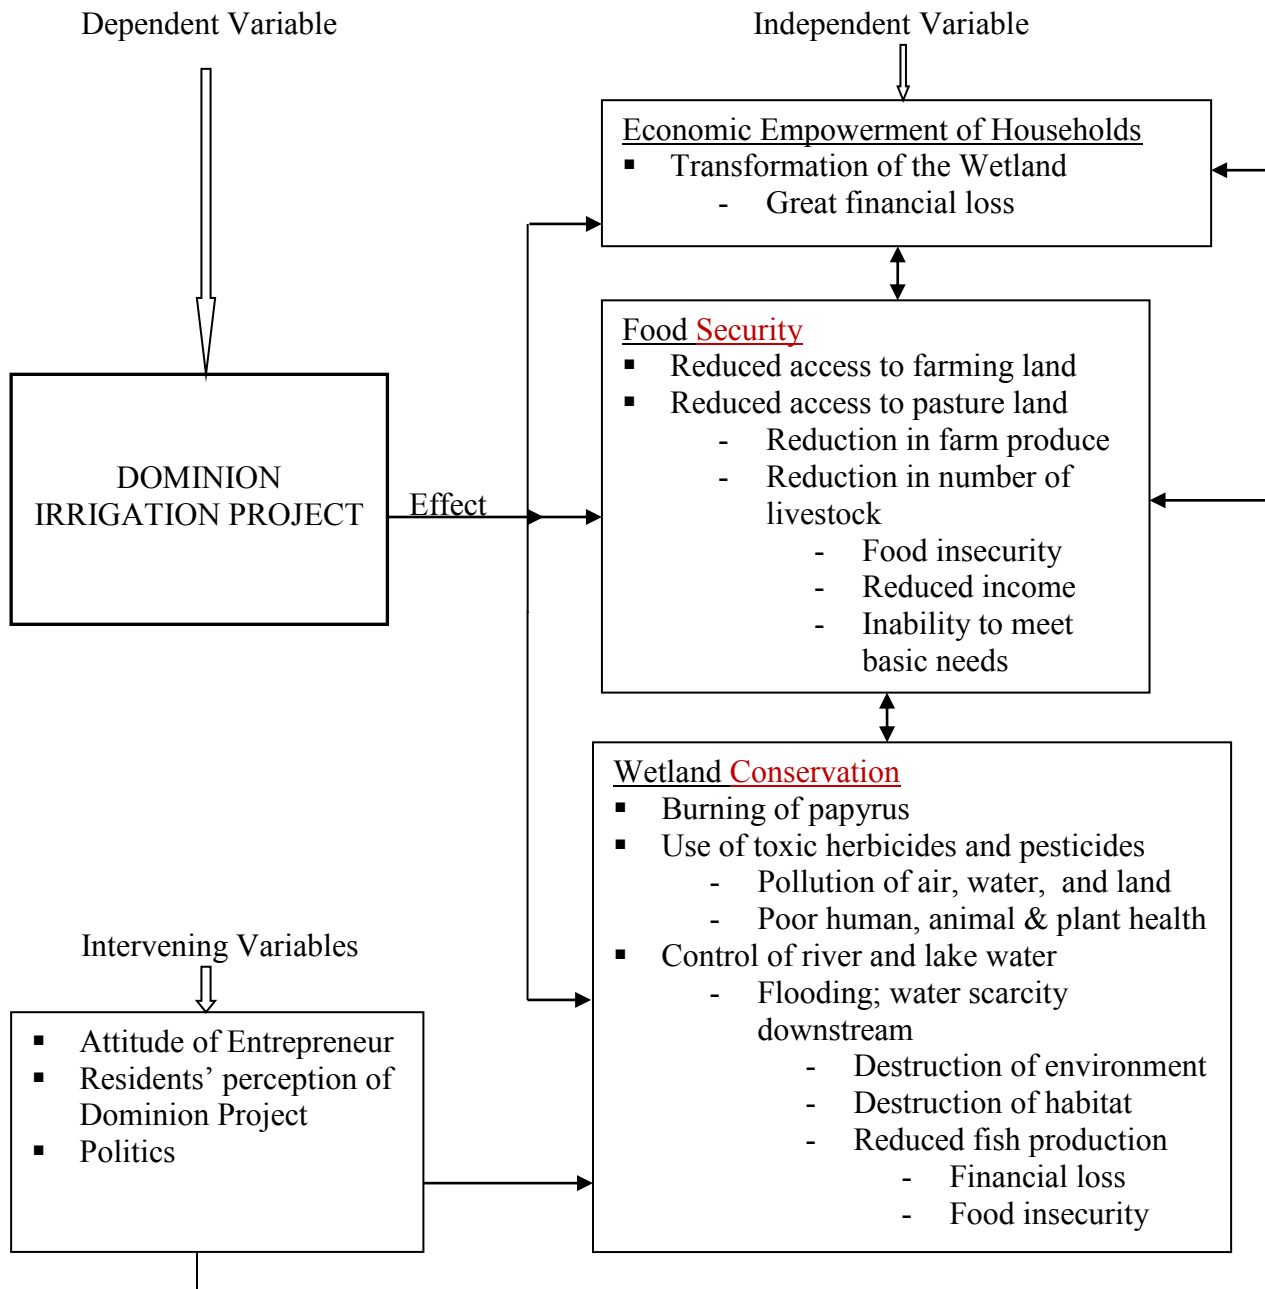 Dependent Variable
Independent Variable
Economic Empowerment of Households
▪ Transformation of the Wetland
- Great financial loss
Food Security
▪ Reduced access to farming land
▪ Reduced access to pasture land
- Reduction in farm produce
- Reduction in number of
livestock
- Food insecurity
- Reduced income
- Inability to meet
basic needs
DOMINION
IRRIGATION PROJECT
Effect
Wetland Conservation
▪ Burning of papyrus
▪ Use of toxic herbicides and pesticides
- Pollution of air, water, and land
- Poor human, animal & plant health
▪ Control of river and lake water
- Flooding; water scarcity
downstream
- Destruction of environment
- Destruction of habitat
- Reduced fish production
- Financial loss
- Food insecurity
Intervening Variables
▪ Attitude of Entrepreneur
▪ Residents’ perception of
Dominion Project
▪ Politics